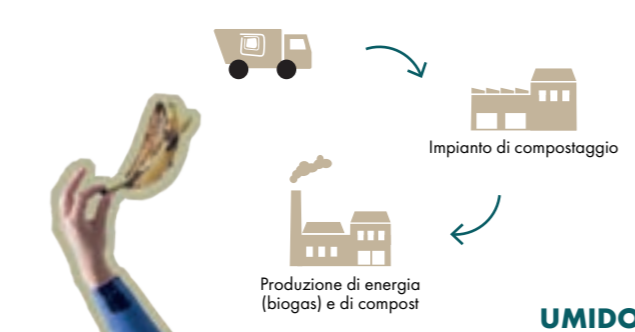 Impianto di compostaggio
Produzione di energia
(biogas) e di compost
UMIDO